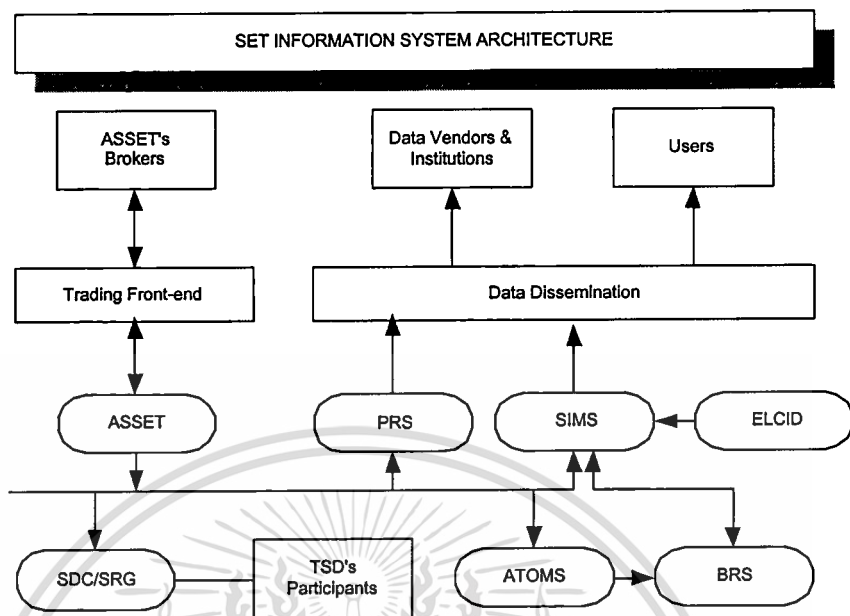 SET INFORMATION SYSTEM ARCHITECTURE
ASSET's
Brokers
Data Vendors &
Institutions
Users
Trading Front-end
Data Dissemination
ASSET
PRS
SIMS
ELCID
SDC/SRG
TSD's
Participants
ATOMS
BRS